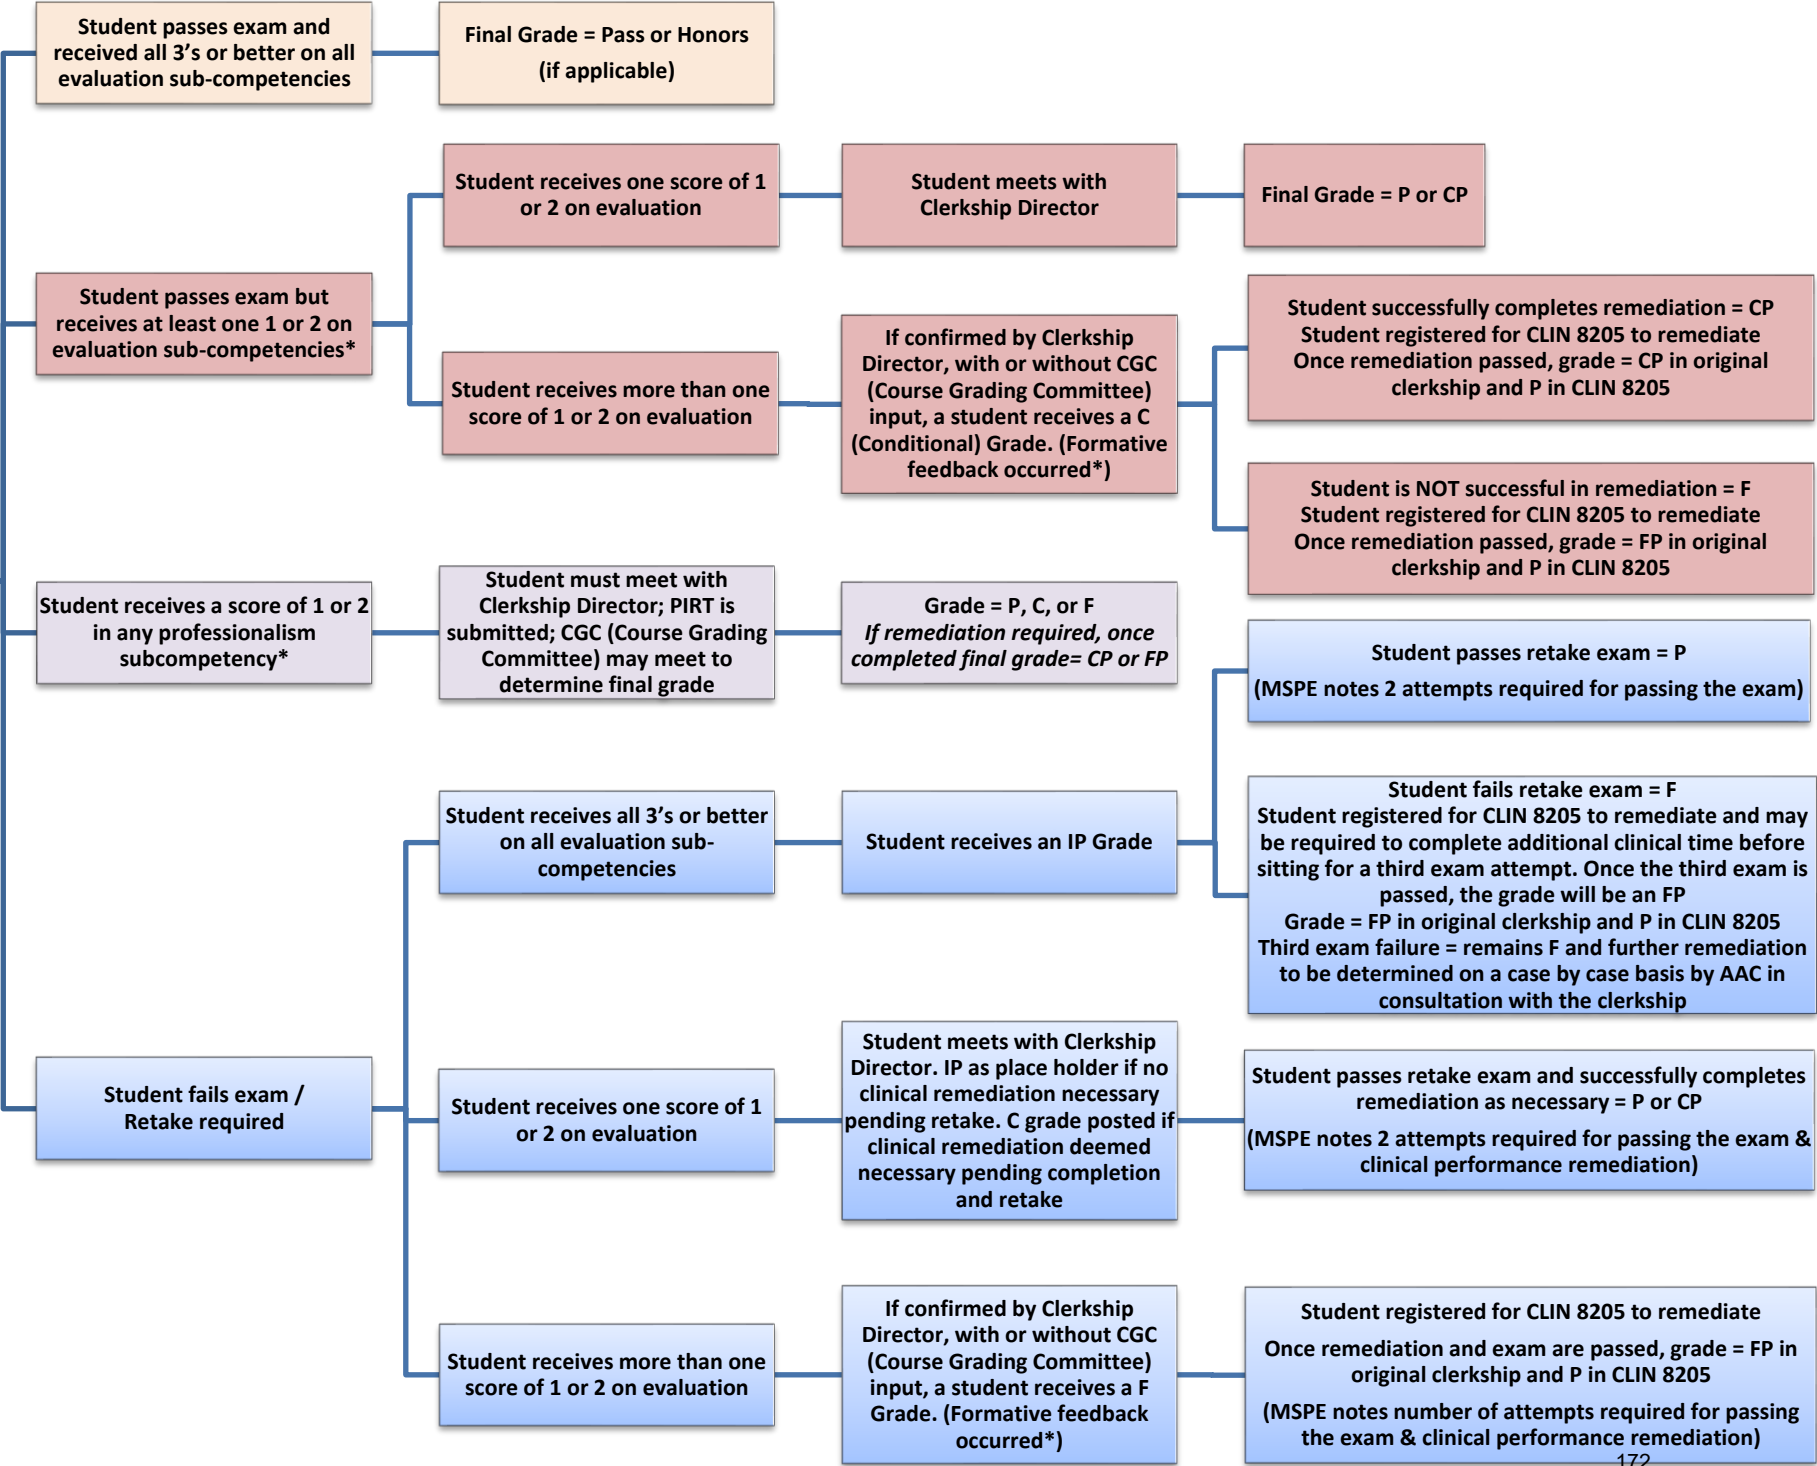 Student passes exam and
received all 3’s or better on all
evaluation sub-competencies
Final Grade = Pass or Honors
(if applicable)
Student passes exam but
receives at least one 1 or 2 on
evaluation sub-competencies*
Student receives one score of 1
or 2 on evaluation
Student meets with
Clerkship Director
Final Grade = P or CP
Student receives more than one
score of 1 or 2 on evaluation
If confirmed by Clerkship
Director, with or without CGC
(Course Grading Committee)
input, a student receives a C
(Conditional) Grade. (Formative
feedback occurred*)
Student successfully completes remediation = CP
Student registered for CLIN 8205 to remediate
Once remediation passed, grade = CP in original
clerkship and P in CLIN 8205
Student is NOT successful in remediation = F
Student registered for CLIN 8205 to remediate
Once remediation passed, grade = FP in original
clerkship and P in CLIN 8205
Student receives a score of 1 or 2
in any professionalism
subcompetency*
Student must meet with
Clerkship Director; PIRT is
submitted; CGC (Course Grading
Committee) may meet to
determine final grade
Grade = P, C, or F
If remediation required, once
completed final grade= CP or FP
Student fails exam /
Retake required
Student receives all 3’s or better
on all evaluation sub-
competencies
Student receives an IP Grade
Student passes retake exam = P
(MSPE notes 2 attempts required for passing the exam)
Student fails retake exam = F
Student registered for CLIN 8205 to remediate and may
be required to complete additional clinical time before
sitting for a third exam attempt. Once the third exam is
passed, the grade will be an FP
Grade = FP in original clerkship and P in CLIN 8205
Third exam failure = remains F and further remediation
to be determined on a case by case basis by AAC in
consultation with the clerkship
Student receives one score of 1
or 2 on evaluation
Student meets with Clerkship
Director. IP as place holder if no
clinical remediation necessary
pending retake. C grade posted if
clinical remediation deemed
necessary pending completion
and retake
Student passes retake exam and successfully completes
remediation as necessary = P or CP
(MSPE notes 2 attempts required for passing the exam &
clinical performance remediation)
Student receives more than one
score of 1 or 2 on evaluation
If confirmed by Clerkship
Director, with or without CGC
(Course Grading Committee)
input, a student receives a F
Grade. (Formative feedback
occurred*)
Student registered for CLIN 8205 to remediate
Once remediation and exam are passed, grade = FP in
original clerkship and P in CLIN 8205
(MSPE notes number of attempts required for passing
the exam & clinical performance remediation)
172